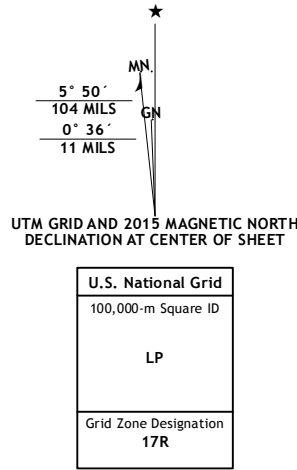 ★
MN.
5° 50´
104 MILS
GN
0° 36´
11 MILS
UTM GRID AND 2015 MAGNETIC NORTH
DECLINATION AT CENTER OF SHEET
U.S. National Grid
100,000-m Square ID
LP
Grid Zone Designation
17R